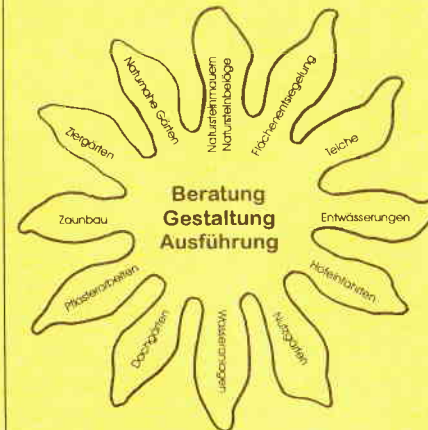 Natursteinmauern
Natursteinbeläge
Flächenentsiegelung
Teiche
Entwässerungen
Hofeinfahrten
Nutzgärten
Wasseranlagen
Dachgärten
Pflasterarbeiten
Zaunbau
Ziergärten
Naturnahe Gärten
Beratung
Gestaltung
Ausführung